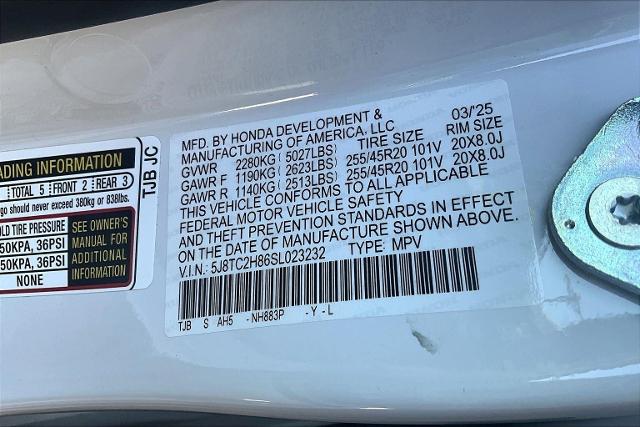 MFD. BY HONDA DEVELOPMENT & 03/'25
MANUFACTURING OF AMERICA, LLC TIRE SIZE RIM SIZE
GVWR 2280KG ( 5027LBS)
GAWR F 1190KG ( 2623LBS) 255/45R20 101V 20X8.0J
GAWR R 1140KG ( 2513LBS) 255/45R20 101V 20X8.0J
THIS VEHICLE CONFORMS TO ALL APPLICABLE
FEDERAL MOTOR VEHICLE SAFETY
AND THEFT PREVENTION STANDARDS IN EFFECT
ON THE DATE OF MANUFACTURE SHOWN ABOVE.
V.I.N.: 5J8TC2H86SL023232 TYPE: MPV
TJB S AH5 -NH883P -Y-L
ADING INFORMATION
TOTAL 5 FRONT 2 REAR 3
go should never exceed 380kg or 838lbs.
LD TIRE PRESSURE
50KPA, 36PSI
50KPA, 36PSI
NONE
SEE OWNER'S
MANUAL FOR
ADDITIONAL
INFORMATION
TJB JC